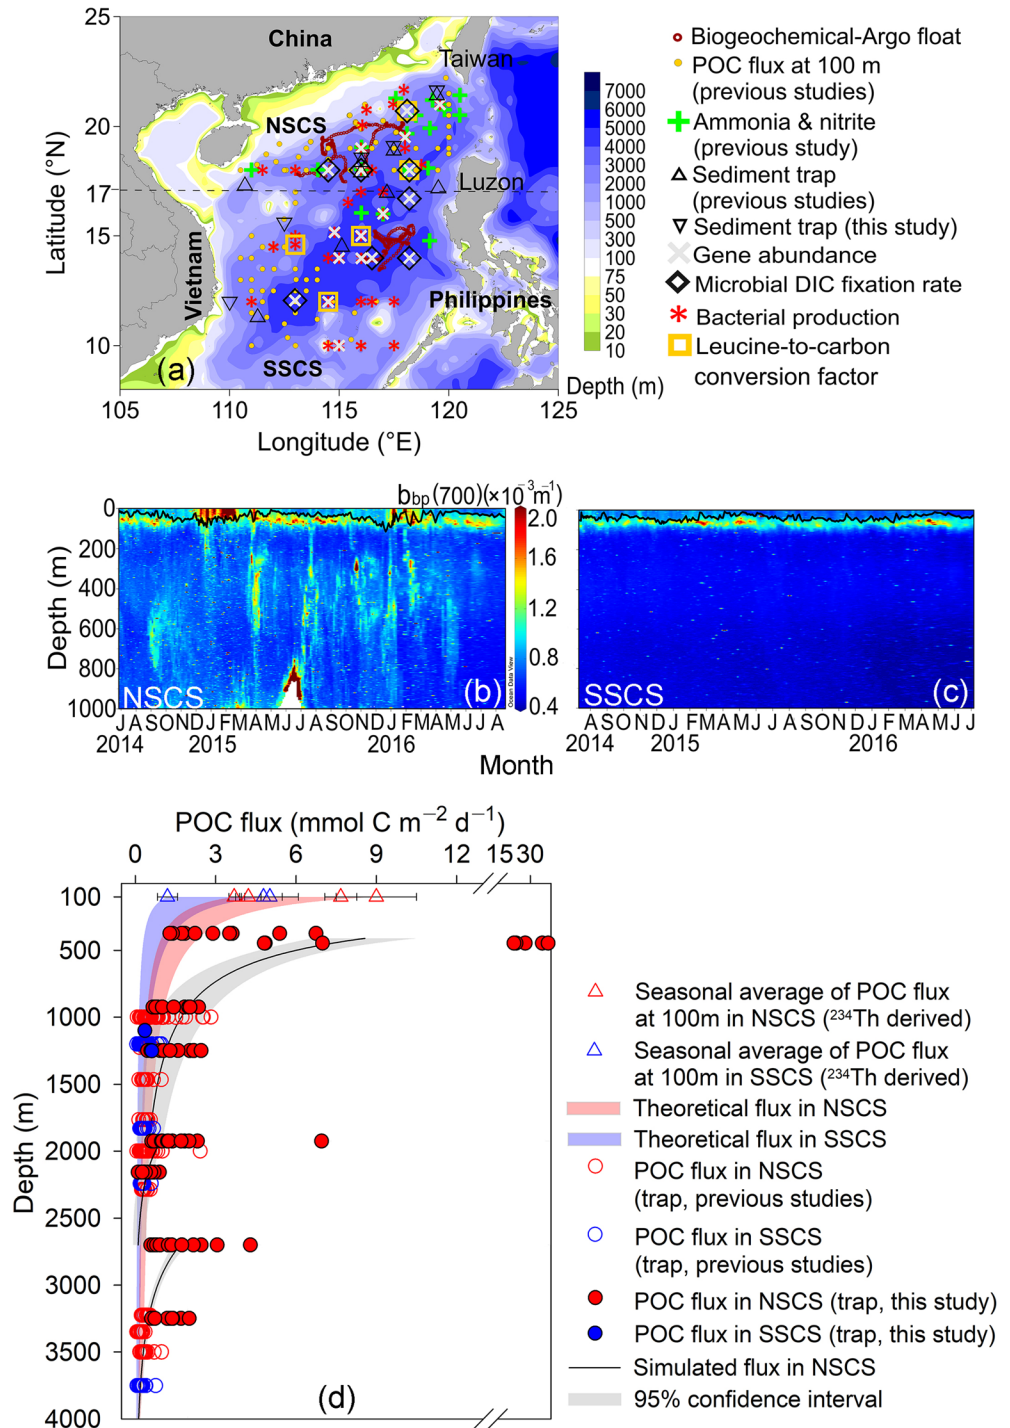 25
20
17
15
10
Latitude (°N)
105
110
115
120
125
Longitude (°E)
China
Taiwan
NSCS
Luzon
Vietnam
Philippines
SSCS
(a)
7000
6000
5000
4000
3000
2000
1000
500
300
100
75
50
30
20
10
Depth (m)
Biogeochemical-Argo float
POC flux at 100 m
(previous studies)
Ammonia & nitrite
(previous study)
Sediment trap
(previous studies)
Sediment trap (this study)
Gene abundance
Microbial DIC fixation rate
Bacterial production
Leucine-to-carbon
conversion factor
bbp(700)(×10⁻³m⁻¹)
0
200
400
600
800
1000
Depth (m)
NSCS
(b)
2.0
1.6
1.2
0.8
0.4
Ocean Data View
SSCS
(c)
J A S O N D J F M A M J J A S O N D J F M A M J J A
2014 2015 2016
A S O N D J F M A M J J A S O N D J F M A M J
2014 2015 2016
Month
POC flux (mmol C m⁻² d⁻¹)
0 3 6 9 12 15 30
100
500
1000
1500
2000
2500
3000
3500
4000
Depth (m)
(d)
Seasonal average of POC flux
at 100m in NSCS (²³⁴Th derived)
Seasonal average of POC flux
at 100m in SSCS (²³⁴Th derived)
Theoretical flux in NSCS
Theoretical flux in SSCS
POC flux in NSCS
(trap, previous studies)
POC flux in SSCS
(trap, previous studies)
POC flux in NSCS (trap, this study)
POC flux in SSCS (trap, this study)
Simulated flux in NSCS
95% confidence interval